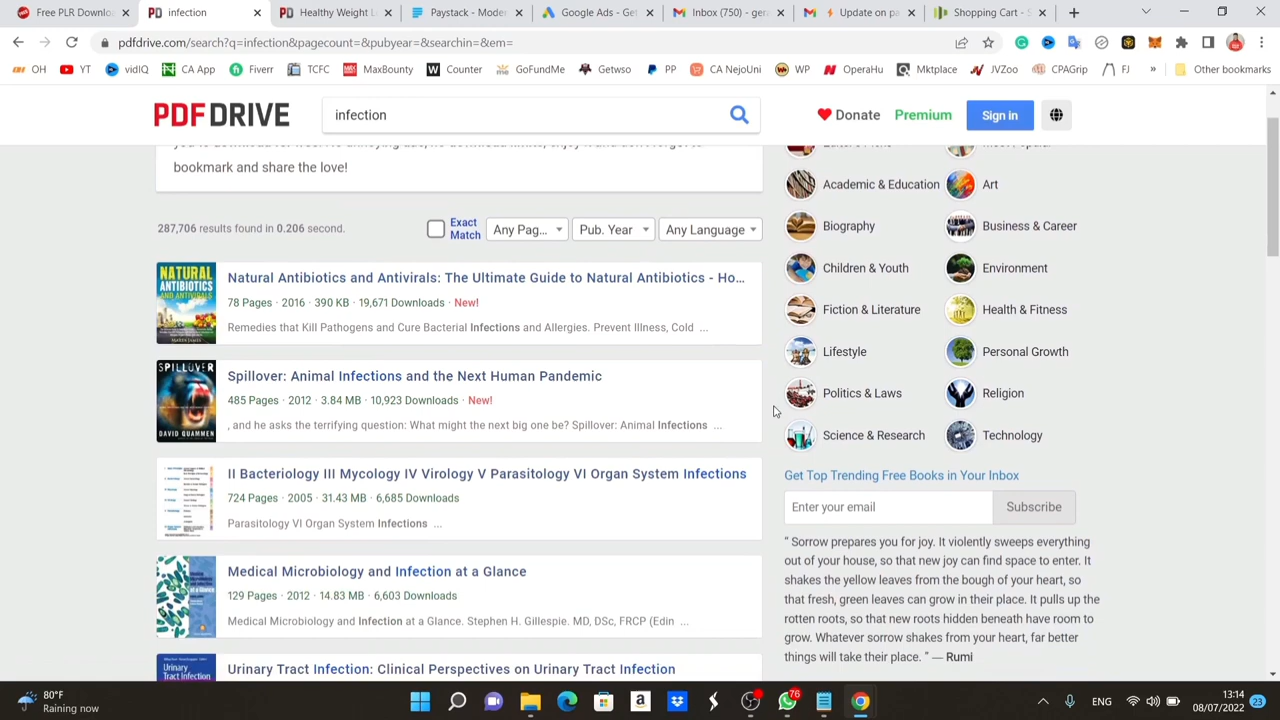 Free PLR Downlo
infection
Healthy Weight L
Paystack - Mode
Google Ads - Get
Inbox (750) - ge
Updates on pa
Shopping Cart - S
pdfdrive.com/search?q=infection&pagecount=&pubyear=&searchin=&em=
OH YT vidIQ CA App Fiverr TCFC MaxBounty Counter GoFundMe Getwso PP CA NejoUni WP OperaHu Mktplace JVZoo CPAGrip FJ » Other bookmarks
PDFDRIVE
infection
Donate Premium Sign in
bookmark and share the love!
287,706 results found in 0.206 second.
Exact Match
Any Pag...
Pub. Year
Any Language
NATURAL ANTIBIOTICS AND ANTIVIRALS
Natural Antibiotics and Antivirals: The Ultimate Guide to Natural Antibiotics - Ho...
78 Pages · 2016 · 390 KB · 19,671 Downloads · New!
Remedies that Kill Pathogens and Cure Bacterial Infections and Allergies. Prevent Illness, Cold ...
SPILLOVER
DAVID QUAMMEN
Spillover: Animal Infections and the Next Human Pandemic
485 Pages · 2012 · 3.84 MB · 10,923 Downloads · New!
, and he asks the terrifying question: What might the next big one be? Spillover: Animal Infections ...
II Bacteriology III Mycology IV Virology V Parasitology VI Organ System Infections
724 Pages · 2005 · 31.43 MB · 6,685 Downloads
Parasitology VI Organ System Infections ...
Medical Microbiology and Infection at a Glance
129 Pages · 2012 · 14.83 MB · 6,603 Downloads
Medical Microbiology and Infection at a Glance. Stephen H. Gillespie. MD, DSc, FRCP (Edin ...
Urinary Tract Infection
Urinary Tract Infection: Clinical Perspectives on Urinary Tract Infection
Academic & Education
Art
Biography
Business & Career
Children & Youth
Environment
Fiction & Literature
Health & Fitness
Lifestyle
Personal Growth
Politics & Laws
Religion
Science & Research
Technology
Get Top Trending Free Books in Your Inbox
Enter your email
Subscribe
“ Sorrow prepares you for joy. It violently sweeps everything
out of your house, so that new joy can find space to enter. It
shakes the yellow leaves from the bough of your heart, so
that fresh, green leaves can grow in their place. It pulls up the
rotten roots, so that new roots hidden beneath have room to
grow. Whatever sorrow shakes from your heart, far better
things will take their place. ” — Rumi
80°F
Raining now
76
ENG
13:14
08/07/2022
23